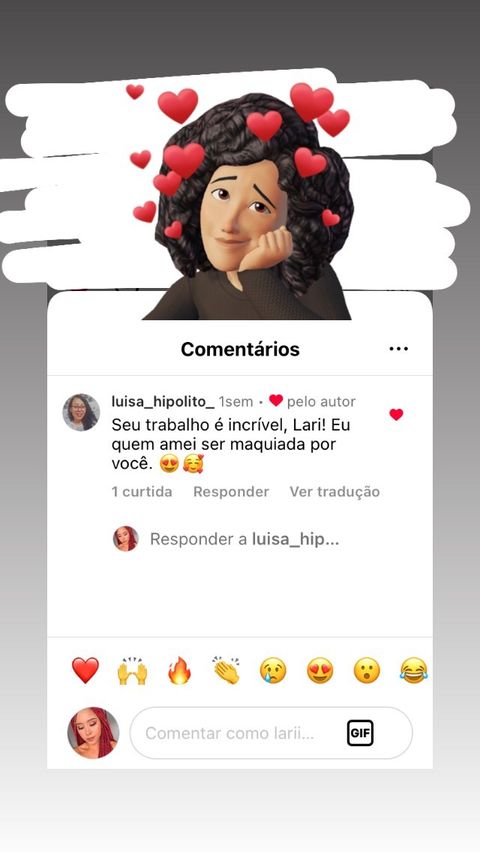 Comentários
luisa_hipolito_ 1sem • ❤️ pelo autor
Seu trabalho é incrível, Lari! Eu
quem amei ser maquiada por
você. 😍🥰
1 curtida Responder Ver tradução
Responder a luisa_hip...
Comentar como larii... GIF